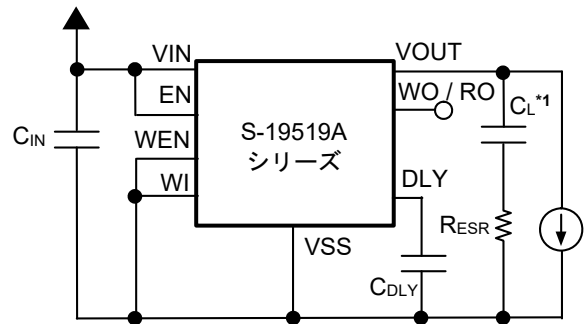 VIN
EN
WEN
WI
VOUT
WO / RO
DLY
VSS
S-19519A
シリーズ
CIN
CL*1
RESR
CDLY